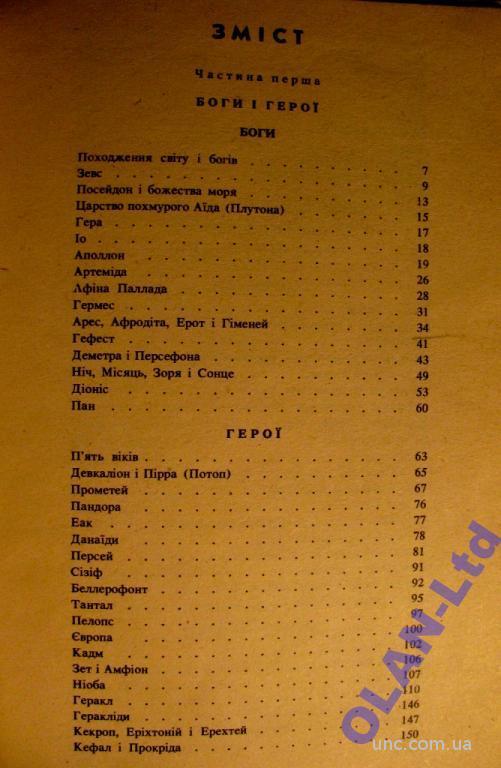 ЗМІСТ
Частина перша
БОГИ І ГЕРОЇ
БОГИ
Походження світу і богів . . . . . . . . 7
Зевс . . . . . . . . 9
Посейдон і божества моря . . . . . . . . 13
Царство похмурого Аїда (Плутона) . . . . . . . . 15
Гера . . . . . . . . 17
Іо . . . . . . . . 18
Аполлон . . . . . . . . 19
Артеміда . . . . . . . . 26
Афіна Паллада . . . . . . . . 28
Гермес . . . . . . . . 31
Арес, Афродіта, Ерот і Гіменей . . . . . . . . 34
Гефест . . . . . . . . 41
Деметра і Персефона . . . . . . . . 43
Ніч, Місяць, Зоря і Сонце . . . . . . . . 49
Діоніс . . . . . . . . 53
Пан . . . . . . . . 60
ГЕРОЇ
П'ять віків . . . . . . . . 63
Девкаліон і Пірра (Потоп) . . . . . . . . 65
Прометей . . . . . . . . 67
Пандора . . . . . . . . 76
Еак . . . . . . . . 77
Данаїди . . . . . . . . 78
Персей . . . . . . . . 81
Сізіф . . . . . . . . 91
Беллерофонт . . . . . . . . 92
Тантал . . . . . . . . 95
Пелопс . . . . . . . . 97
Європа . . . . . . . . 100
Кадм . . . . . . . . 102
Зет і Амфіон . . . . . . . . 106
Ніоба . . . . . . . . 107
Геракл . . . . . . . . 110
Геракліди . . . . . . . . 146
Кекроп, Еріхтоній і Ерехтей . . . . . . . . 147
Кефал і Прокріда . . . . . . . . 150
OLAN-Ltd
unc.com.ua